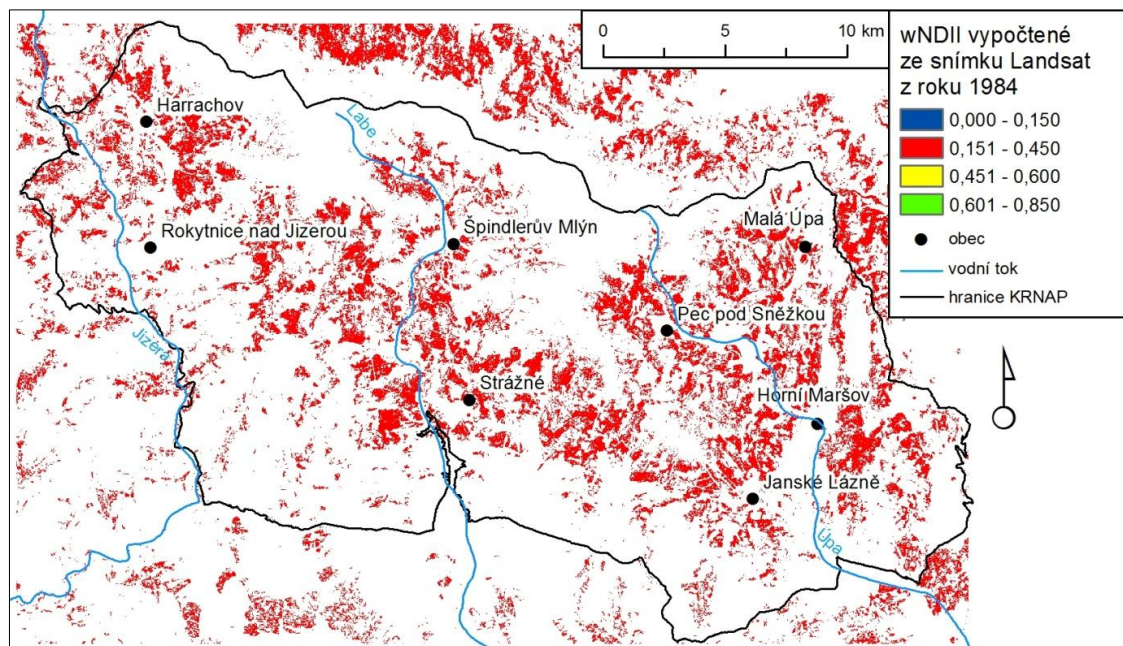 0 5 10 km
wNDII vypočtené
ze snímku Landsat
z roku 1984
0,000 - 0,150
0,151 - 0,450
0,451 - 0,600
0,601 - 0,850
obec
vodní tok
hranice KRNAP
Harrachov
Labe
Rokytnice nad Jizerou
Špindlerův Mlýn
Malá Úpa
Pec pod Sněžkou
Jizera
Strážné
Horní Maršov
Janské Lázně
Úpa